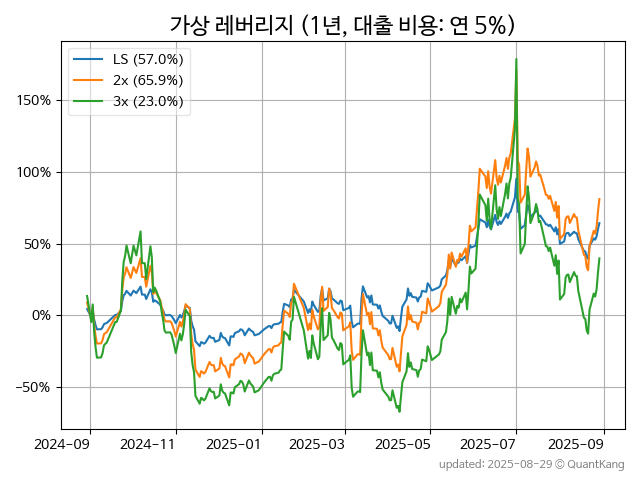 가상 레버리지 (1년, 대출 비용: 연 5%)
LS (57.0%)
2x (65.9%)
3x (23.0%)
150%
100%
50%
0%
−50%
2024-09 2024-11 2025-01 2025-03 2025-05 2025-07 2025-09
updated: 2025-08-29 © QuantKang